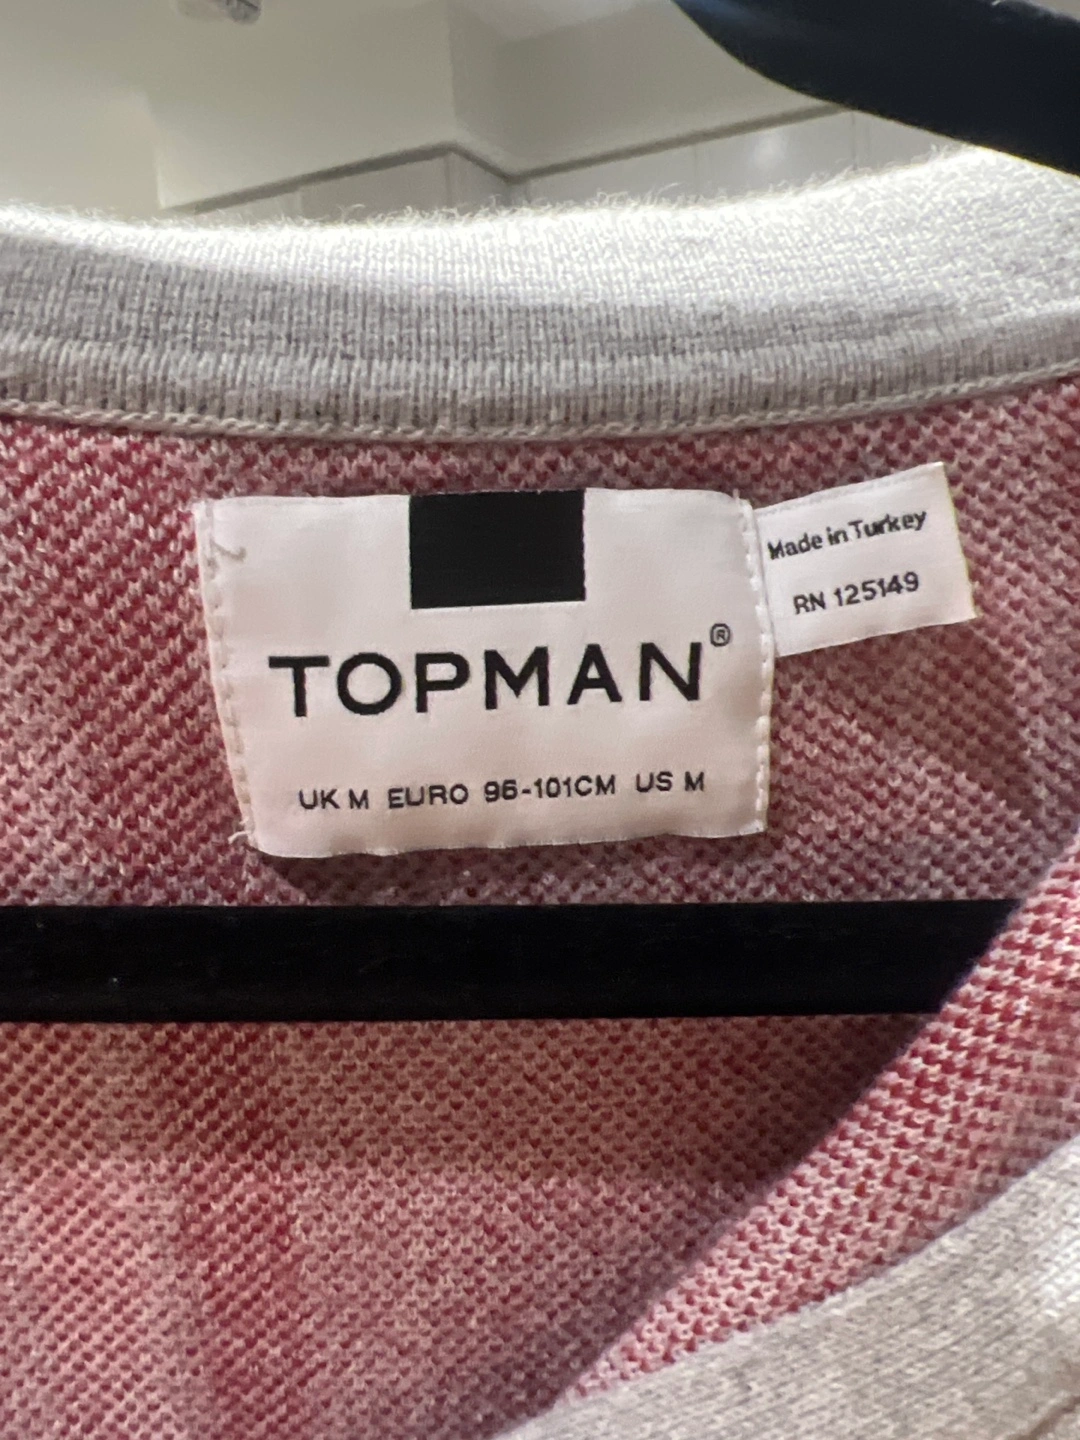 TOPMAN®
UK M EURO 96-101CM US M
Made in Turkey
RN 125149